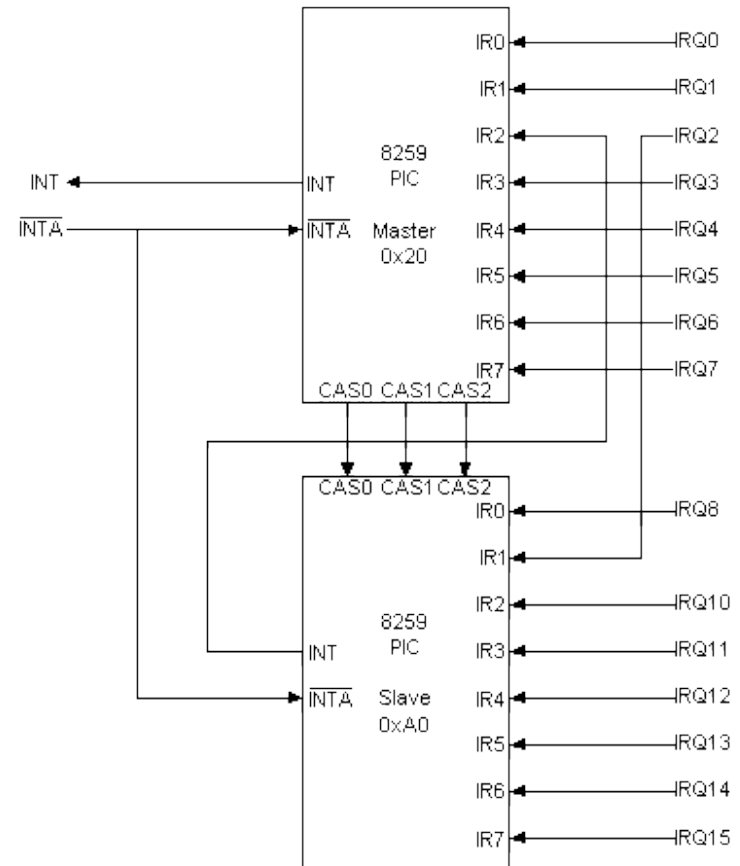 IR0 IRQ0
IR1 IRQ1
IR2 IRQ2
8259
PIC
INT INT IR3 IRQ3
INTA INTA Master IR4 IRQ4
0x20
IR5 IRQ5
IR6 IRQ6
IR7 IRQ7
CAS0 CAS1 CAS2
CAS0 CAS1 CAS2
IR0 IRQ8
IR1
IR2 IRQ10
8259
PIC
INT IR3 IRQ11
INTA Slave IR4 IRQ12
0xA0
IR5 IRQ13
IR6 IRQ14
IR7 IRQ15